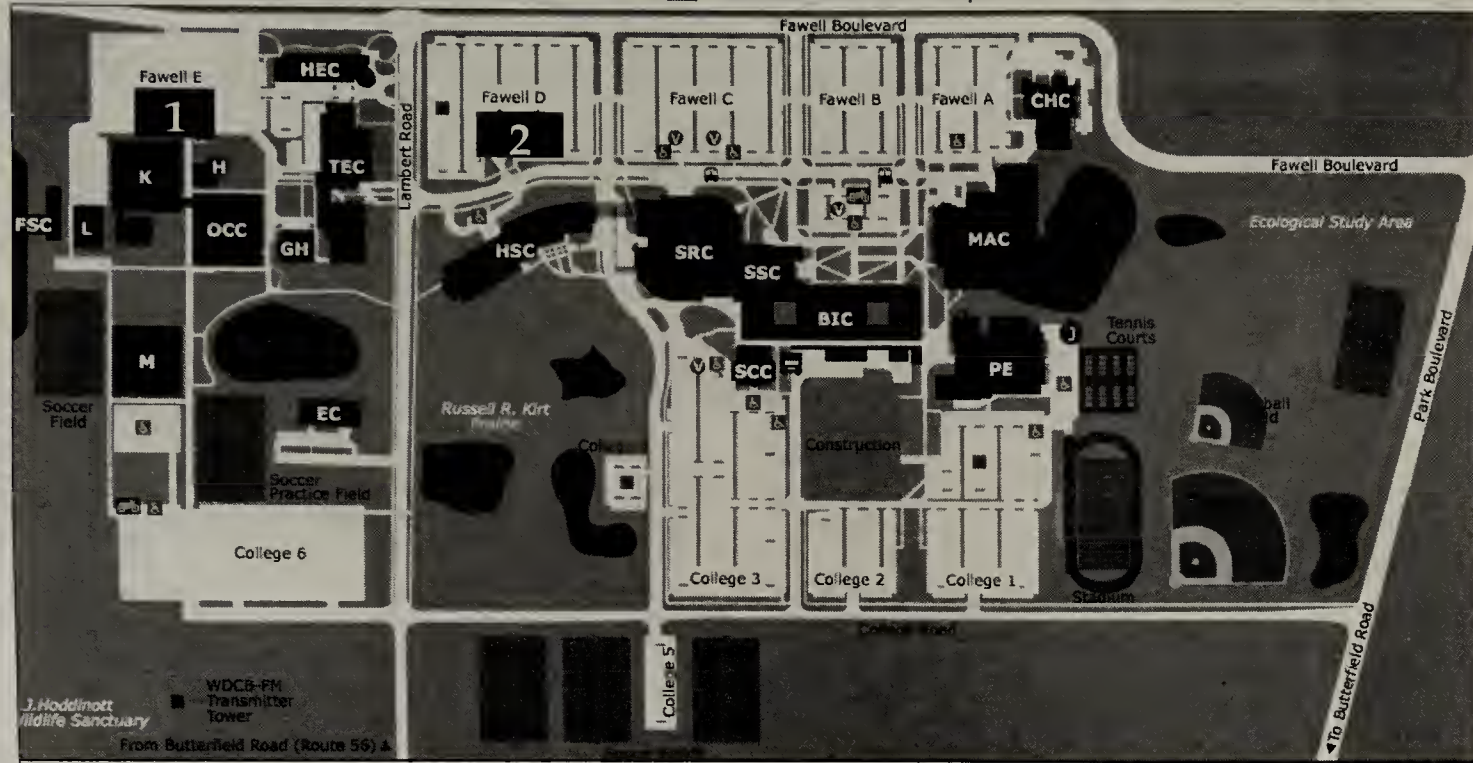 Fawell Boulevard
Fawell E
HEC
Fawell D
Fawell C
Fawell B
Fawell A
CHC
1
2
Lambert Road
K
H
TEC
Fawell Boulevard
FSC
L
OCC
GH
HSC
SRC
SSC
MAC
Ecological Study Area
BIC
M
Soccer
Field
EC
Russell R. Kirt
Prairie
SCC
PE
J
Tennis
Courts
Park Boulevard
Construction
Soccer
Practice Field
College 6
College 3
College 2
College 1
Stadium
College Road
College 5
WDCB-FM
Transmitter
Tower
J.Hoddinott
ildlife Sanctuary
From Butterfield Road (Route 56)
To Butterfield Road
V
V
V
V